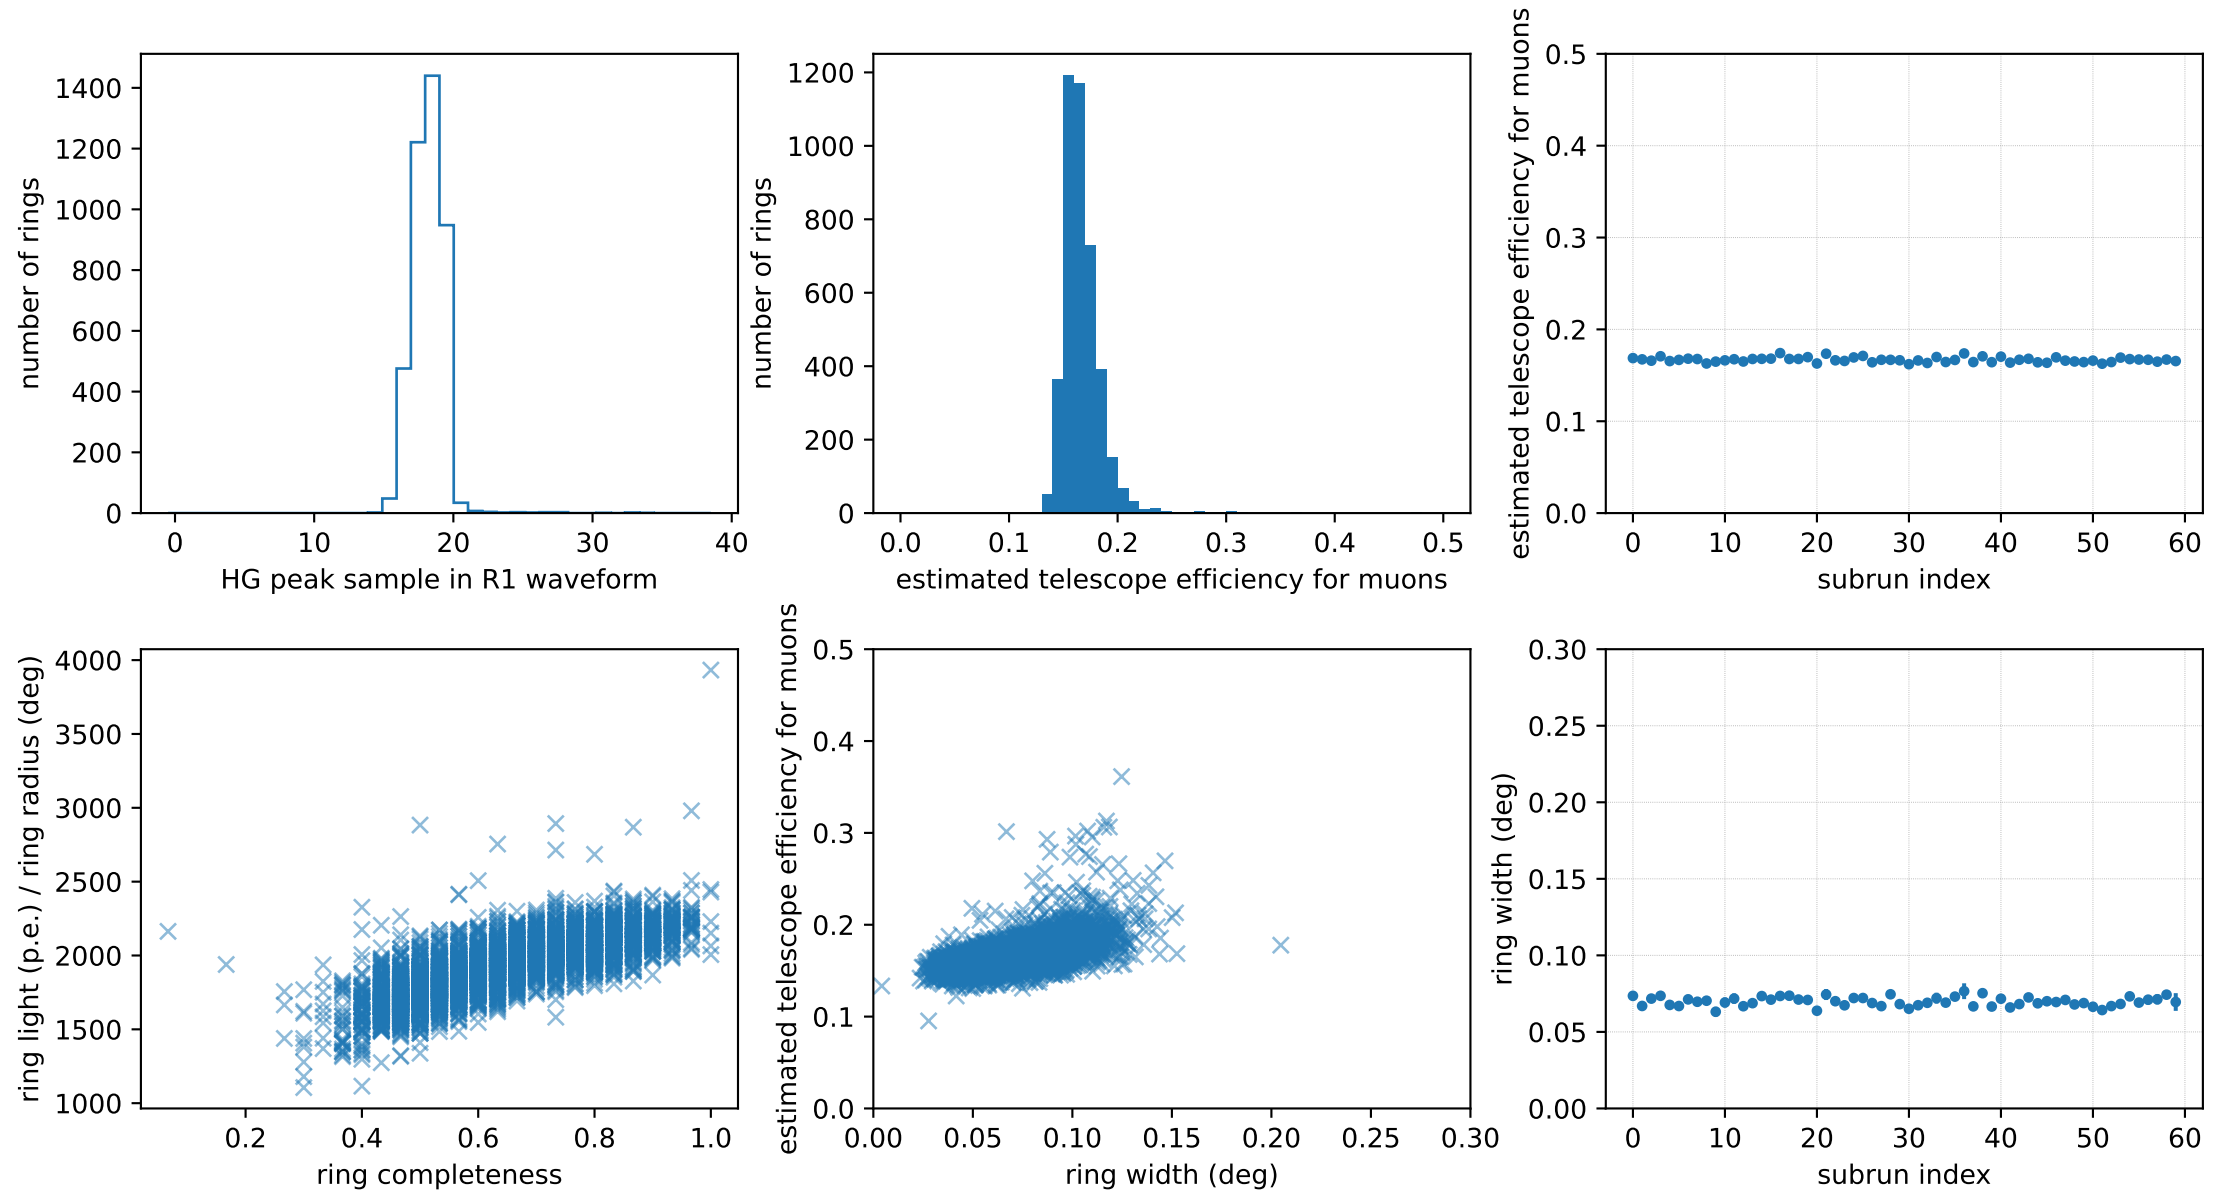 number of rings
1400
1200
1000
800
600
400
200
0
0 10 20 30 40
HG peak sample in R1 waveform
number of rings
1200
1000
800
600
400
200
0
0.0 0.1 0.2 0.3 0.4 0.5
estimated telescope efficiency for muons
estimated telescope efficiency for muons
0.5
0.4
0.3
0.2
0.1
0.0
0 10 20 30 40 50 60
subrun index
ring light (p.e.) / ring radius (deg)
4000
3500
3000
2500
2000
1500
1000
0.2 0.4 0.6 0.8 1.0
ring completeness
estimated telescope efficiency for muons
0.5
0.4
0.3
0.2
0.1
0.0
0.00 0.05 0.10 0.15 0.20 0.25 0.30
ring width (deg)
ring width (deg)
0.30
0.25
0.20
0.15
0.10
0.05
0.00
0 10 20 30 40 50 60
subrun index